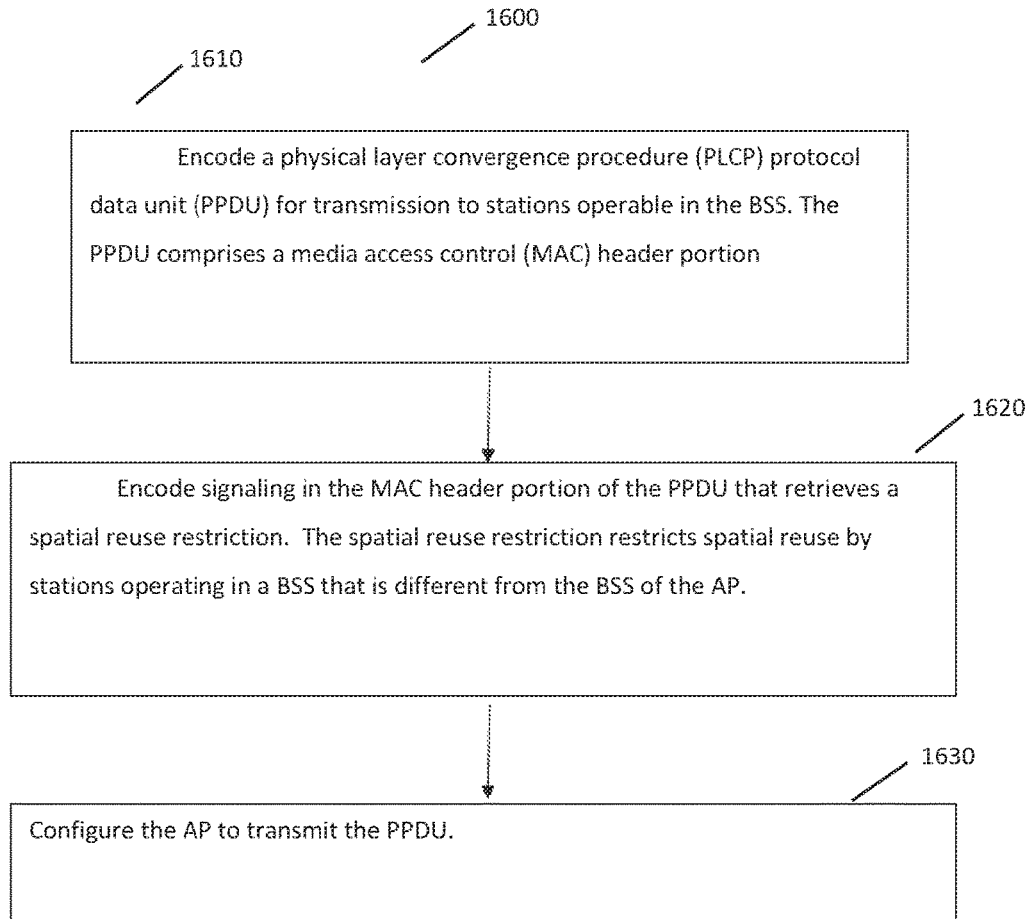 1600
1610
Encode a physical layer convergence procedure (PLCP) protocol
data unit (PPDU) for transmission to stations operable in the BSS. The
PPDU comprises a media access control (MAC) header portion
1620
Encode signaling in the MAC header portion of the PPDU that retrieves a
spatial reuse restriction. The spatial reuse restriction restricts spatial reuse by
stations operating in a BSS that is different from the BSS of the AP.
1630
Configure the AP to transmit the PPDU.